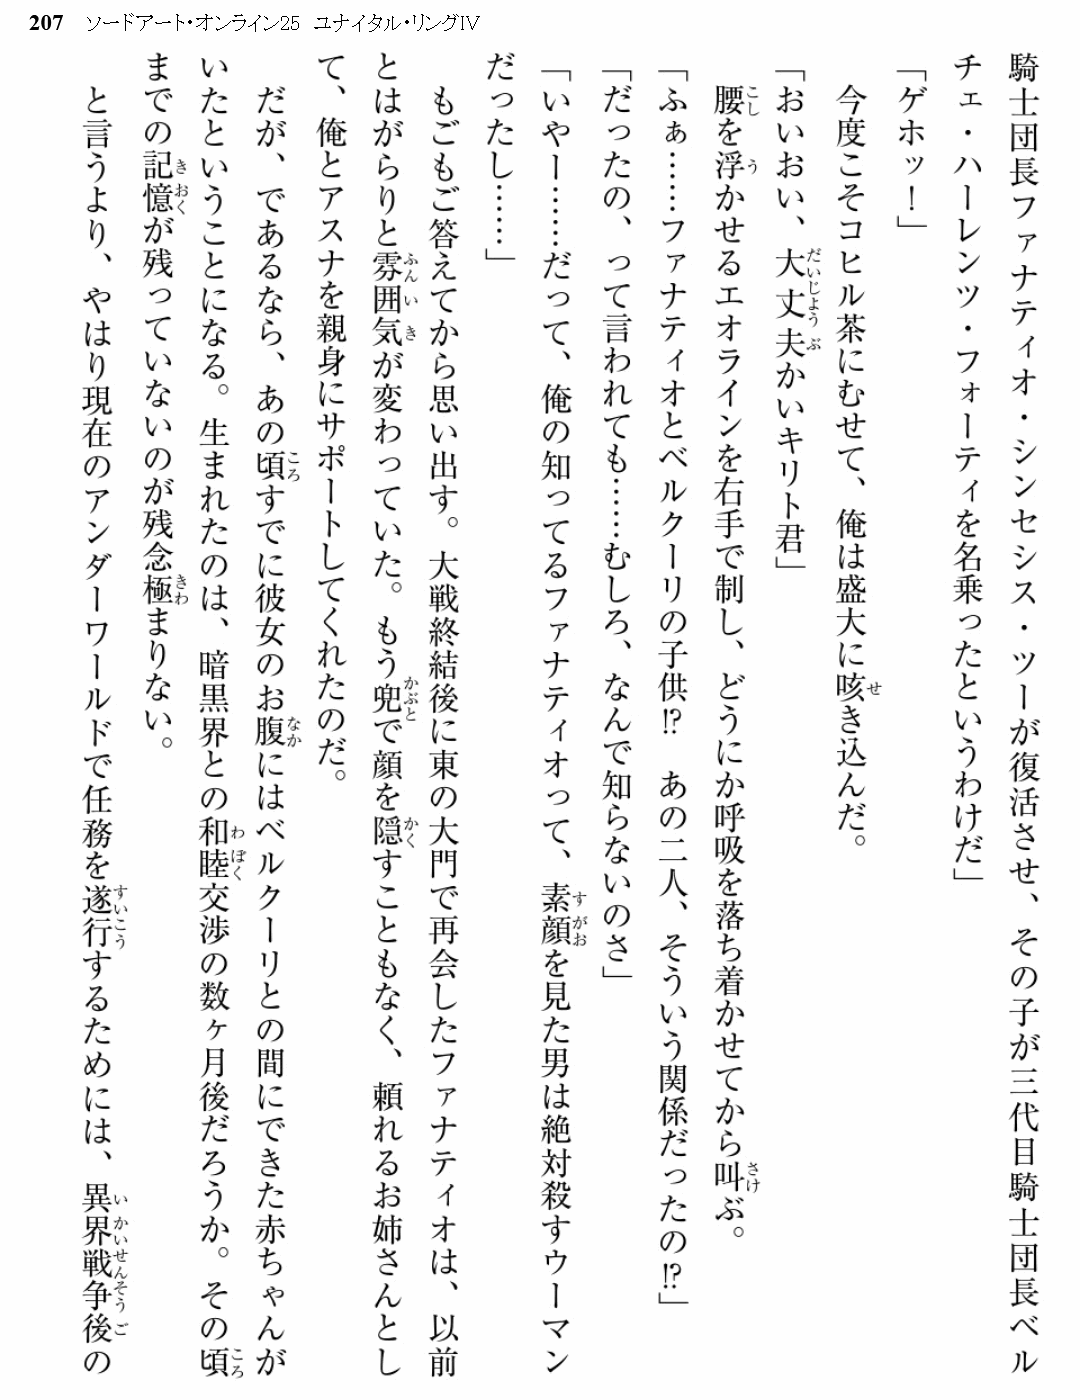 207 ソードアート・オンライン25 ユナイタル・リングIV
騎士団長ファナティオ・シンセシス・ツーが復活させ、その子が三代目騎士団長ベル
チェ・ハーレンツ・フォーティを名乗ったというわけだ」
「ゲホッ！」
　今度こそコヒル茶にむせて、俺は盛大に咳き込んだ。
「おいおい、大丈夫かいキリト君」
　腰を浮かせるエオラインを右手で制し、どうにか呼吸を落ち着かせてから叫ぶ。
「ふぁ……ファナティオとベルクーリの子供⁉　あの二人、そういう関係だったの⁉」
「だったの、って言われても……むしろ、なんで知らないのさ」
「いやー……だって、俺の知ってるファナティオって、素顔を見た男は絶対殺すウーマン
だったし……」
　もごもご答えてから思い出す。大戦終結後に東の大門で再会したファナティオは、以前
とはがらりと雰囲気が変わっていた。もう兜で顔を隠すこともなく、頼れるお姉さんとし
て、俺とアスナを親身にサポートしてくれたのだ。
　だが、であるなら、あの頃すでに彼女のお腹にはベルクーリとの間にできた赤ちゃんが
いたということになる。生まれたのは、暗黒界との和睦交渉の数ヶ月後だろうか。その頃
までの記憶が残っていないのが残念極まりない。
　と言うより、やはり現在のアンダーワールドで任務を遂行するためには、異界戦争後の